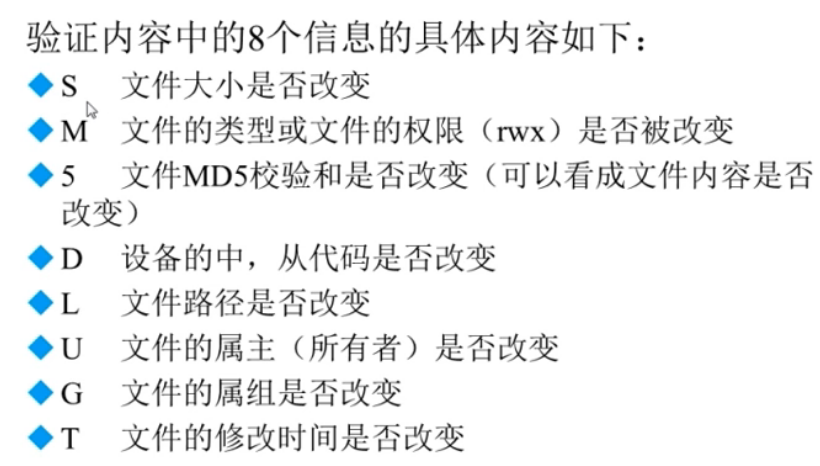 验证内容中的8个信息的具体内容如下：
◆S 文件大小是否改变
◆M 文件的类型或文件的权限（rwx）是否被改变
◆5 文件MD5校验和是否改变（可以看成文件内容是否
改变）
◆D 设备的中，从代码是否改变
◆L 文件路径是否改变
◆U 文件的属主（所有者）是否改变
◆G 文件的属组是否改变
◆T 文件的修改时间是否改变